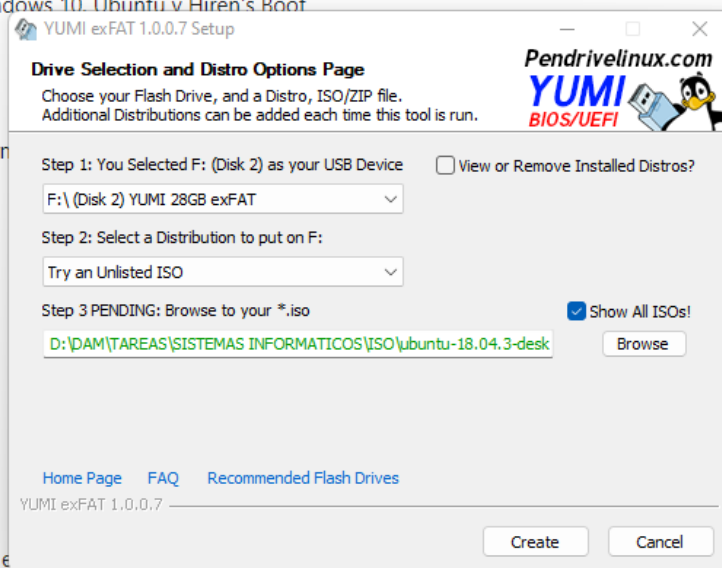 dows 10, Ubuntu y Hiren's Boot
YUMI exFAT 1.0.0.7 Setup
Drive Selection and Distro Options Page
Choose your Flash Drive, and a Distro, ISO/ZIP file.
Additional Distributions can be added each time this tool is run.
Pendrivelinux.com
YUMI
BIOS/UEFI
Step 1: You Selected F: (Disk 2) as your USB Device
View or Remove Installed Distros?
F:\ (Disk 2) YUMI 28GB exFAT
Step 2: Select a Distribution to put on F:
Try an Unlisted ISO
Step 3 PENDING: Browse to your *.iso
Show All ISOs!
D:\DAM\TAREAS\SISTEMAS INFORMATICOS\ISO\ubuntu-18.04.3-desk
Browse
Home Page FAQ Recommended Flash Drives
YUMI exFAT 1.0.0.7
Create Cancel